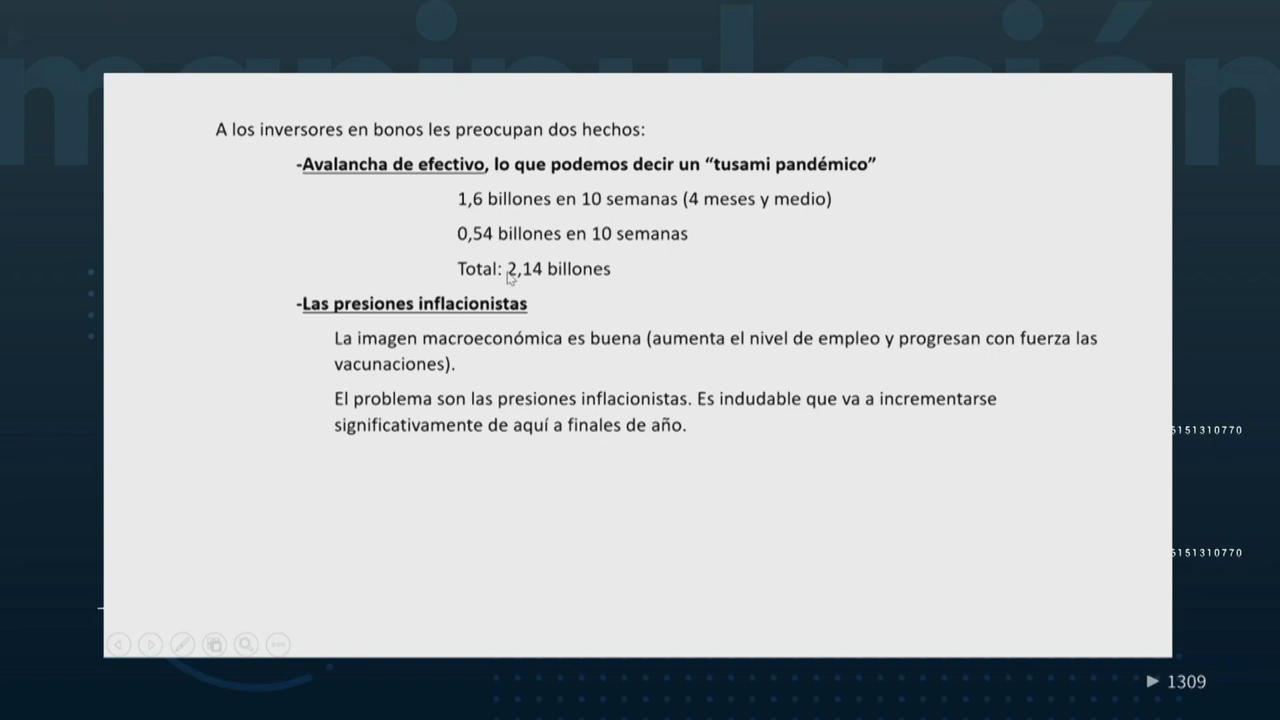 manipulación
A los inversores en bonos les preocupan dos hechos:
-Avalancha de efectivo, lo que podemos decir un “tusami pandémico”
1,6 billones en 10 semanas (4 meses y medio)
0,54 billones en 10 semanas
Total: 2,14 billones
-Las presiones inflacionistas
La imagen macroeconómica es buena (aumenta el nivel de empleo y progresan con fuerza las
vacunaciones).
El problema son las presiones inflacionistas. Es indudable que va a incrementarse
significativamente de aquí a finales de año.
5151310770
5151310770
1309